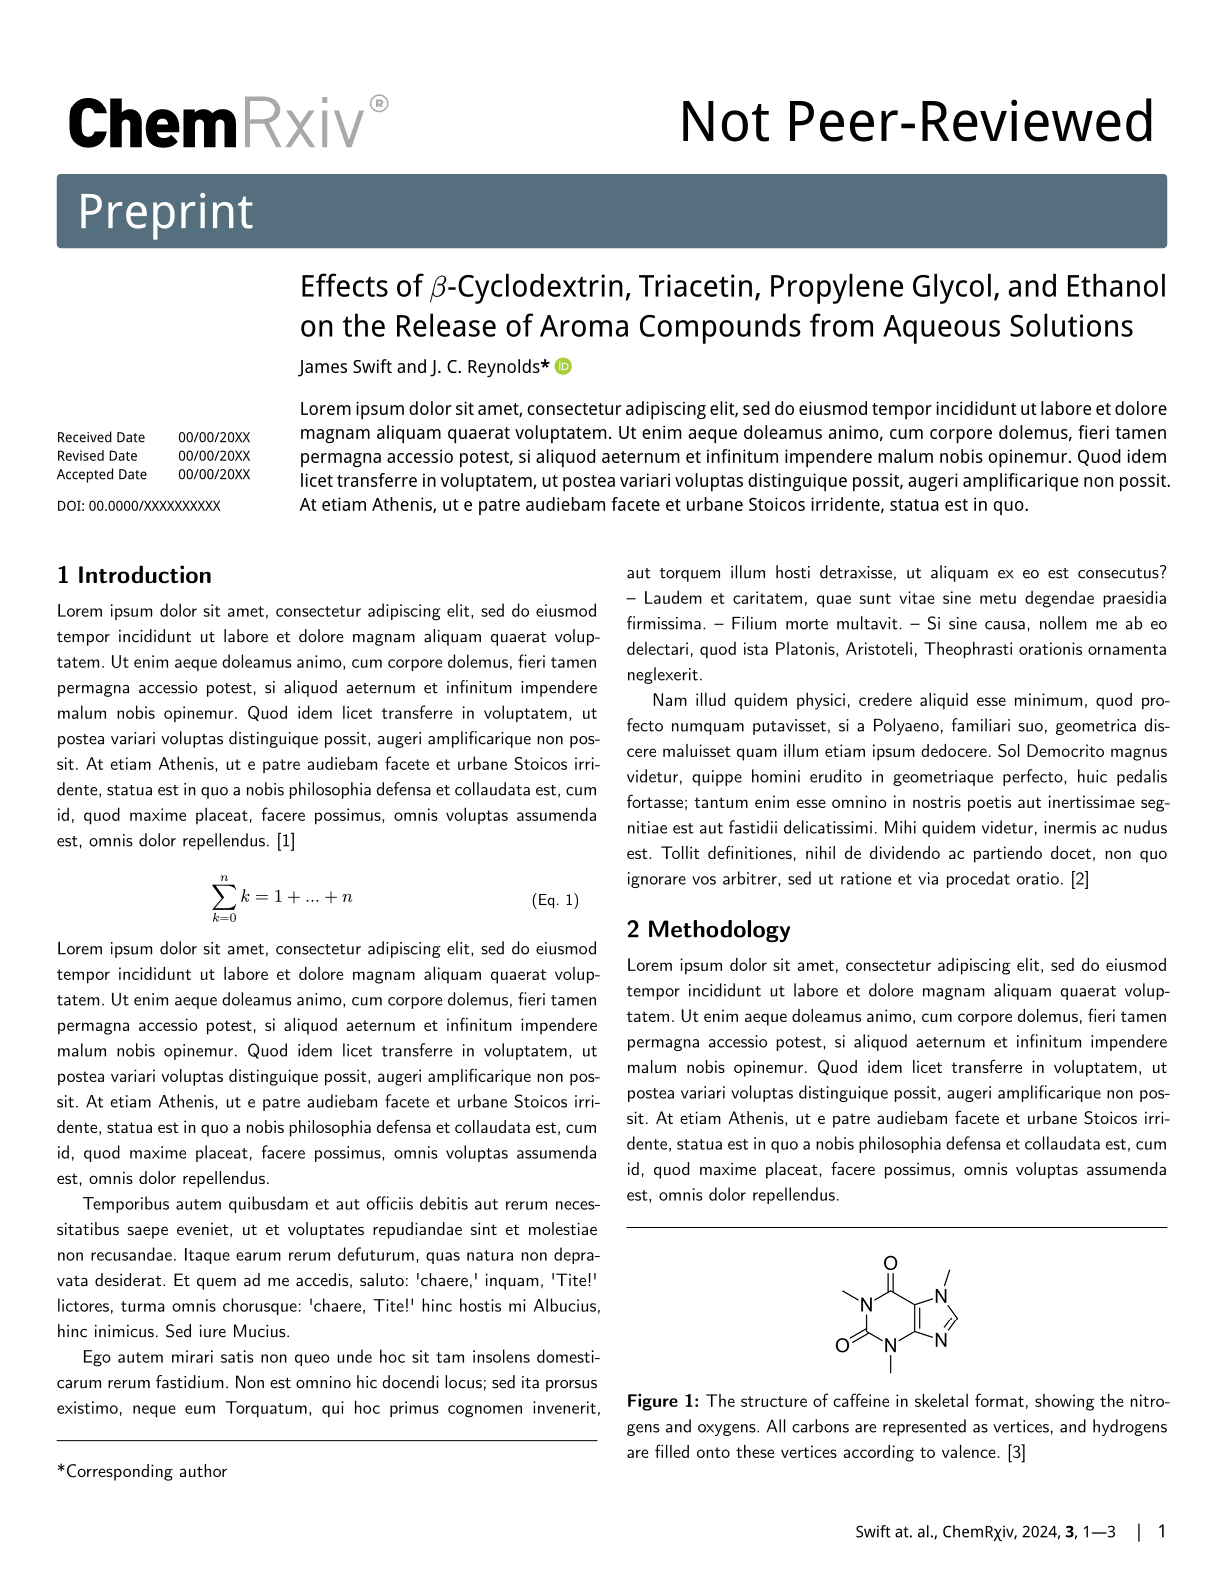 ChemRxiv®
Not Peer-Reviewed
Preprint
Effects of β-Cyclodextrin, Triacetin, Propylene Glycol, and Ethanol
on the Release of Aroma Compounds from Aqueous Solutions
James Swift and J. C. Reynolds* iD
Received Date 00/00/20XX
Revised Date 00/00/20XX
Accepted Date 00/00/20XX
DOI: 00.0000/XXXXXXXXXX
Lorem ipsum dolor sit amet, consectetur adipiscing elit, sed do eiusmod tempor incididunt ut labore et dolore
magnam aliquam quaerat voluptatem. Ut enim aeque doleamus animo, cum corpore dolemus, fieri tamen
permagna accessio potest, si aliquod aeternum et infinitum impendere malum nobis opinemur. Quod idem
licet transferre in voluptatem, ut postea variari voluptas distinguique possit, augeri amplificarique non possit.
At etiam Athenis, ut e patre audiebam facete et urbane Stoicos irridente, statua est in quo.
1 Introduction
Lorem ipsum dolor sit amet, consectetur adipiscing elit, sed do eiusmod
tempor incididunt ut labore et dolore magnam aliquam quaerat volup-
tatem. Ut enim aeque doleamus animo, cum corpore dolemus, fieri tamen
permagna accessio potest, si aliquod aeternum et infinitum impendere
malum nobis opinemur. Quod idem licet transferre in voluptatem, ut
postea variari voluptas distinguique possit, augeri amplificarique non pos-
sit. At etiam Athenis, ut e patre audiebam facete et urbane Stoicos irri-
dente, statua est in quo a nobis philosophia defensa et collaudata est, cum
id, quod maxime placeat, facere possimus, omnis voluptas assumenda
est, omnis dolor repellendus. [1]
n
∑ k = 1 + ... + n (Eq. 1)
k=0
Lorem ipsum dolor sit amet, consectetur adipiscing elit, sed do eiusmod
tempor incididunt ut labore et dolore magnam aliquam quaerat volup-
tatem. Ut enim aeque doleamus animo, cum corpore dolemus, fieri tamen
permagna accessio potest, si aliquod aeternum et infinitum impendere
malum nobis opinemur. Quod idem licet transferre in voluptatem, ut
postea variari voluptas distinguique possit, augeri amplificarique non pos-
sit. At etiam Athenis, ut e patre audiebam facete et urbane Stoicos irri-
dente, statua est in quo a nobis philosophia defensa et collaudata est, cum
id, quod maxime placeat, facere possimus, omnis voluptas assumenda
est, omnis dolor repellendus.
Temporibus autem quibusdam et aut officiis debitis aut rerum neces-
sitatibus saepe eveniet, ut et voluptates repudiandae sint et molestiae
non recusandae. Itaque earum rerum defuturum, quas natura non depra-
vata desiderat. Et quem ad me accedis, saluto: 'chaere,' inquam, 'Tite!'
lictores, turma omnis chorusque: 'chaere, Tite!' hinc hostis mi Albucius,
hinc inimicus. Sed iure Mucius.
Ego autem mirari satis non queo unde hoc sit tam insolens domesti-
carum rerum fastidium. Non est omnino hic docendi locus; sed ita prorsus
existimo, neque eum Torquatum, qui hoc primus cognomen invenerit,
*Corresponding author
aut torquem illum hosti detraxisse, ut aliquam ex eo est consecutus?
– Laudem et caritatem, quae sunt vitae sine metu degendae praesidia
firmissima. – Filium morte multavit. – Si sine causa, nollem me ab eo
delectari, quod ista Platonis, Aristoteli, Theophrasti orationis ornamenta
neglexerit.
Nam illud quidem physici, credere aliquid esse minimum, quod pro-
fecto numquam putavisset, si a Polyaeno, familiari suo, geometrica dis-
cere maluisset quam illum etiam ipsum dedocere. Sol Democrito magnus
videtur, quippe homini erudito in geometriaque perfecto, huic pedalis
fortasse; tantum enim esse omnino in nostris poetis aut inertissimae seg-
nitiae est aut fastidii delicatissimi. Mihi quidem videtur, inermis ac nudus
est. Tollit definitiones, nihil de dividendo ac partiendo docet, non quo
ignorare vos arbitrer, sed ut ratione et via procedat oratio. [2]
2 Methodology
Lorem ipsum dolor sit amet, consectetur adipiscing elit, sed do eiusmod
tempor incididunt ut labore et dolore magnam aliquam quaerat volup-
tatem. Ut enim aeque doleamus animo, cum corpore dolemus, fieri tamen
permagna accessio potest, si aliquod aeternum et infinitum impendere
malum nobis opinemur. Quod idem licet transferre in voluptatem, ut
postea variari voluptas distinguique possit, augeri amplificarique non pos-
sit. At etiam Athenis, ut e patre audiebam facete et urbane Stoicos irri-
dente, statua est in quo a nobis philosophia defensa et collaudata est, cum
id, quod maxime placeat, facere possimus, omnis voluptas assumenda
est, omnis dolor repellendus.
O
N N
O N N
Figure 1: The structure of caffeine in skeletal format, showing the nitro-
gens and oxygens. All carbons are represented as vertices, and hydrogens
are filled onto these vertices according to valence. [3]
Swift at. al., ChemRχiv, 2024, 3, 1—3 | 1